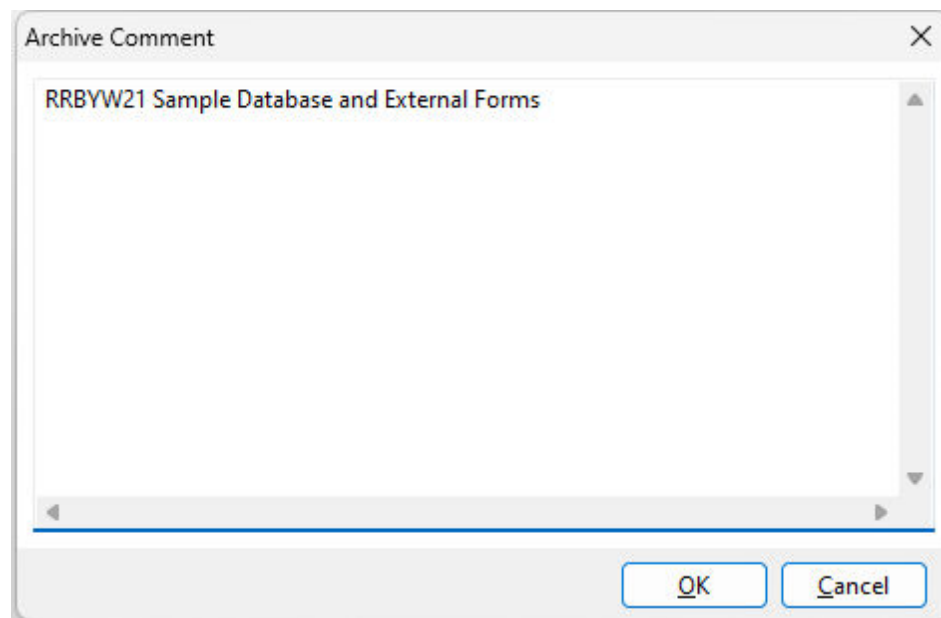 Archive Comment
RRBYW21 Sample Database and External Forms
OK
Cancel